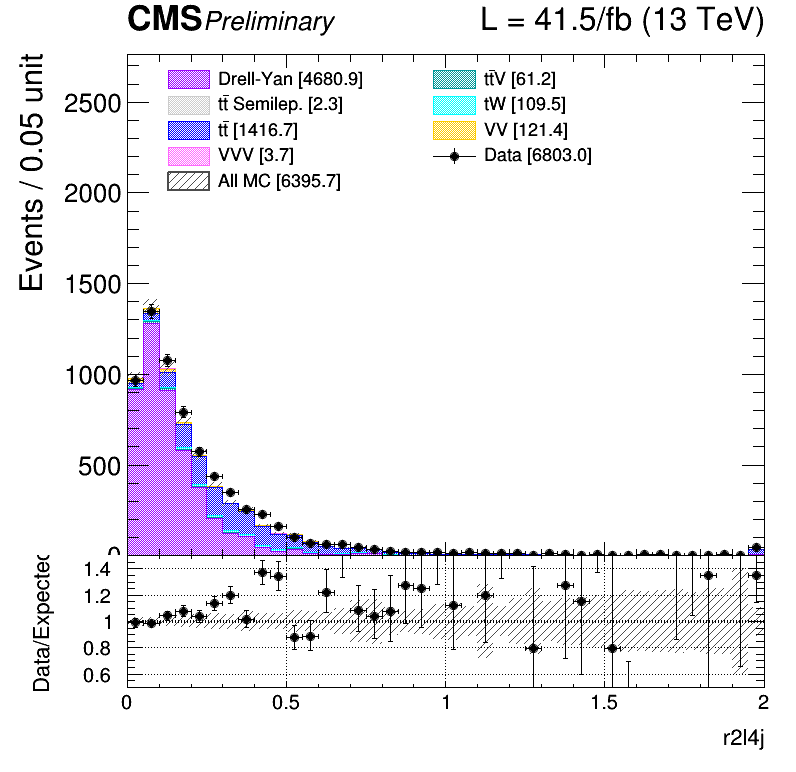 CMS Preliminary L = 41.5/fb (13 TeV)
Events / 0.05 unit
Drell-Yan [4680.9]
tt̄ Semilep. [2.3]
tt̄ [1416.7]
VVV [3.7]
All MC [6395.7]
tt̄V [61.2]
tW [109.5]
VV [121.4]
Data [6803.0]
2500
2000
1500
1000
500
0
Data/Expected
1.4
1.2
1
0.8
0.6
0 0.5 1 1.5 2
r2l4j